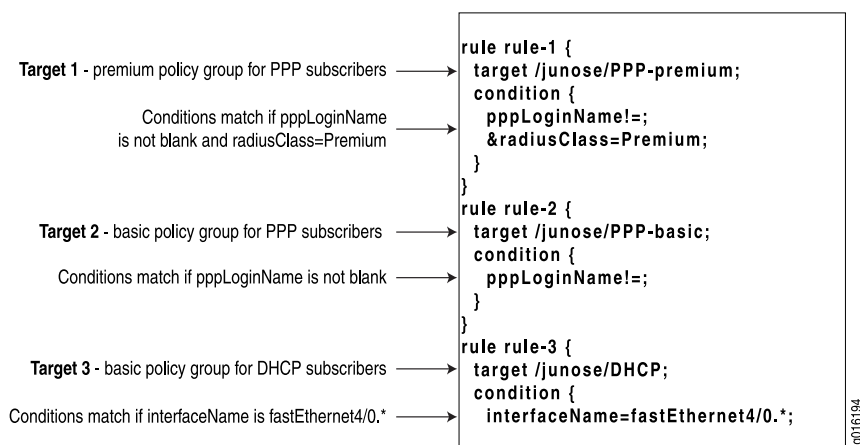 Target 1 - premium policy group for PPP subscribers
Conditions match if pppLoginName
is not blank and radiusClass=Premium
Target 2 - basic policy group for PPP subscribers
Conditions match if pppLoginName is not blank
Target 3 - basic policy group for DHCP subscribers
Conditions match if interfaceName is fastEthernet4/0.*
rule rule-1 {
target /junose/PPP-premium;
condition {
pppLoginName!=;
&radiusClass=Premium;
}
}
rule rule-2 {
target /junose/PPP-basic;
condition {
pppLoginName!=;
}
}
rule rule-3 {
target /junose/DHCP;
condition {
interfaceName=fastEthernet4/0.*;
g016194